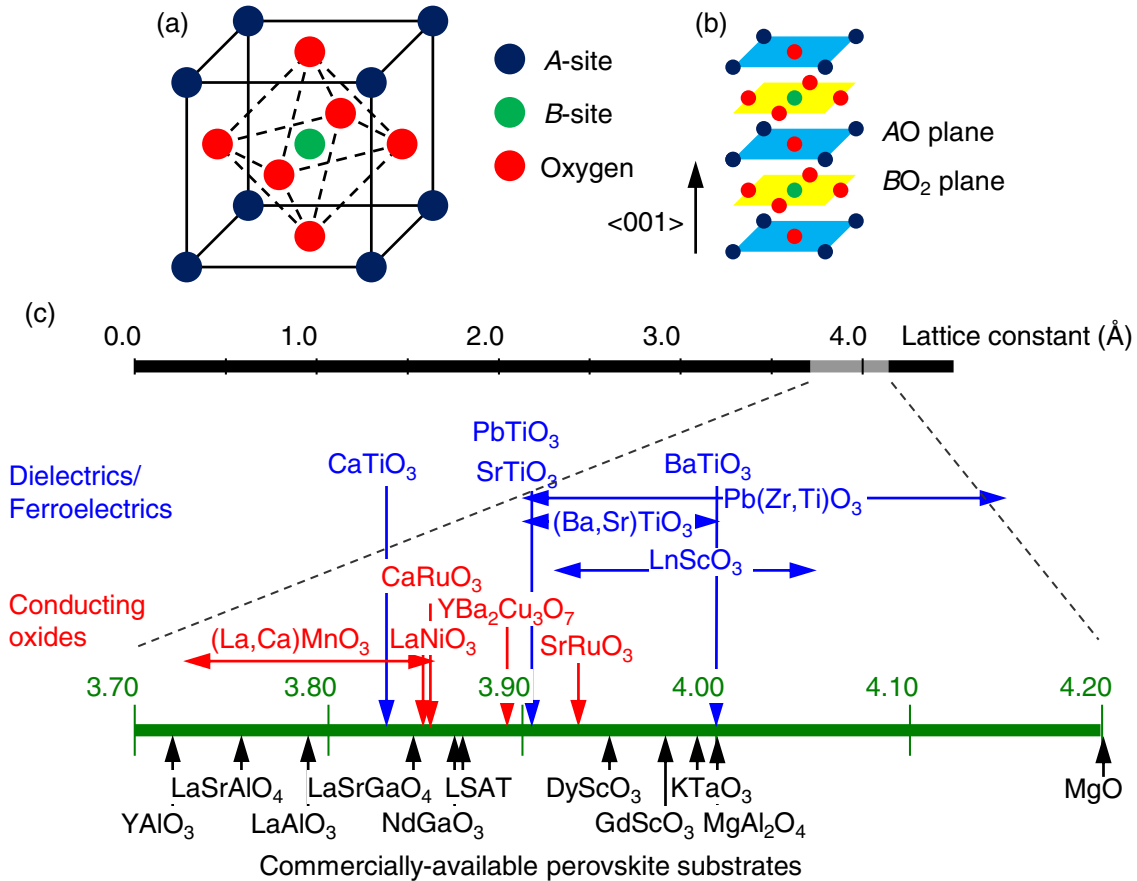 (a)
A-site
B-site
Oxygen
(b)
AO plane
BO₂ plane
<001>
(c)
0.0 1.0 2.0 3.0 4.0 Lattice constant (Å)
Dielectrics/
Ferroelectrics
CaTiO₃
PbTiO₃
SrTiO₃
BaTiO₃
Pb(Zr,Ti)O₃
(Ba,Sr)TiO₃
LnScO₃
Conducting
oxides
CaRuO₃
YBa₂Cu₃O₇
(La,Ca)MnO₃
LaNiO₃
SrRuO₃
3.70 3.80 3.90 4.00 4.10 4.20
LaSrAlO₄ LaSrGaO₄ LSAT DyScO₃ KTaO₃ MgO
YAlO₃ LaAlO₃ NdGaO₃ GdScO₃ MgAl₂O₄
Commercially-available perovskite substrates